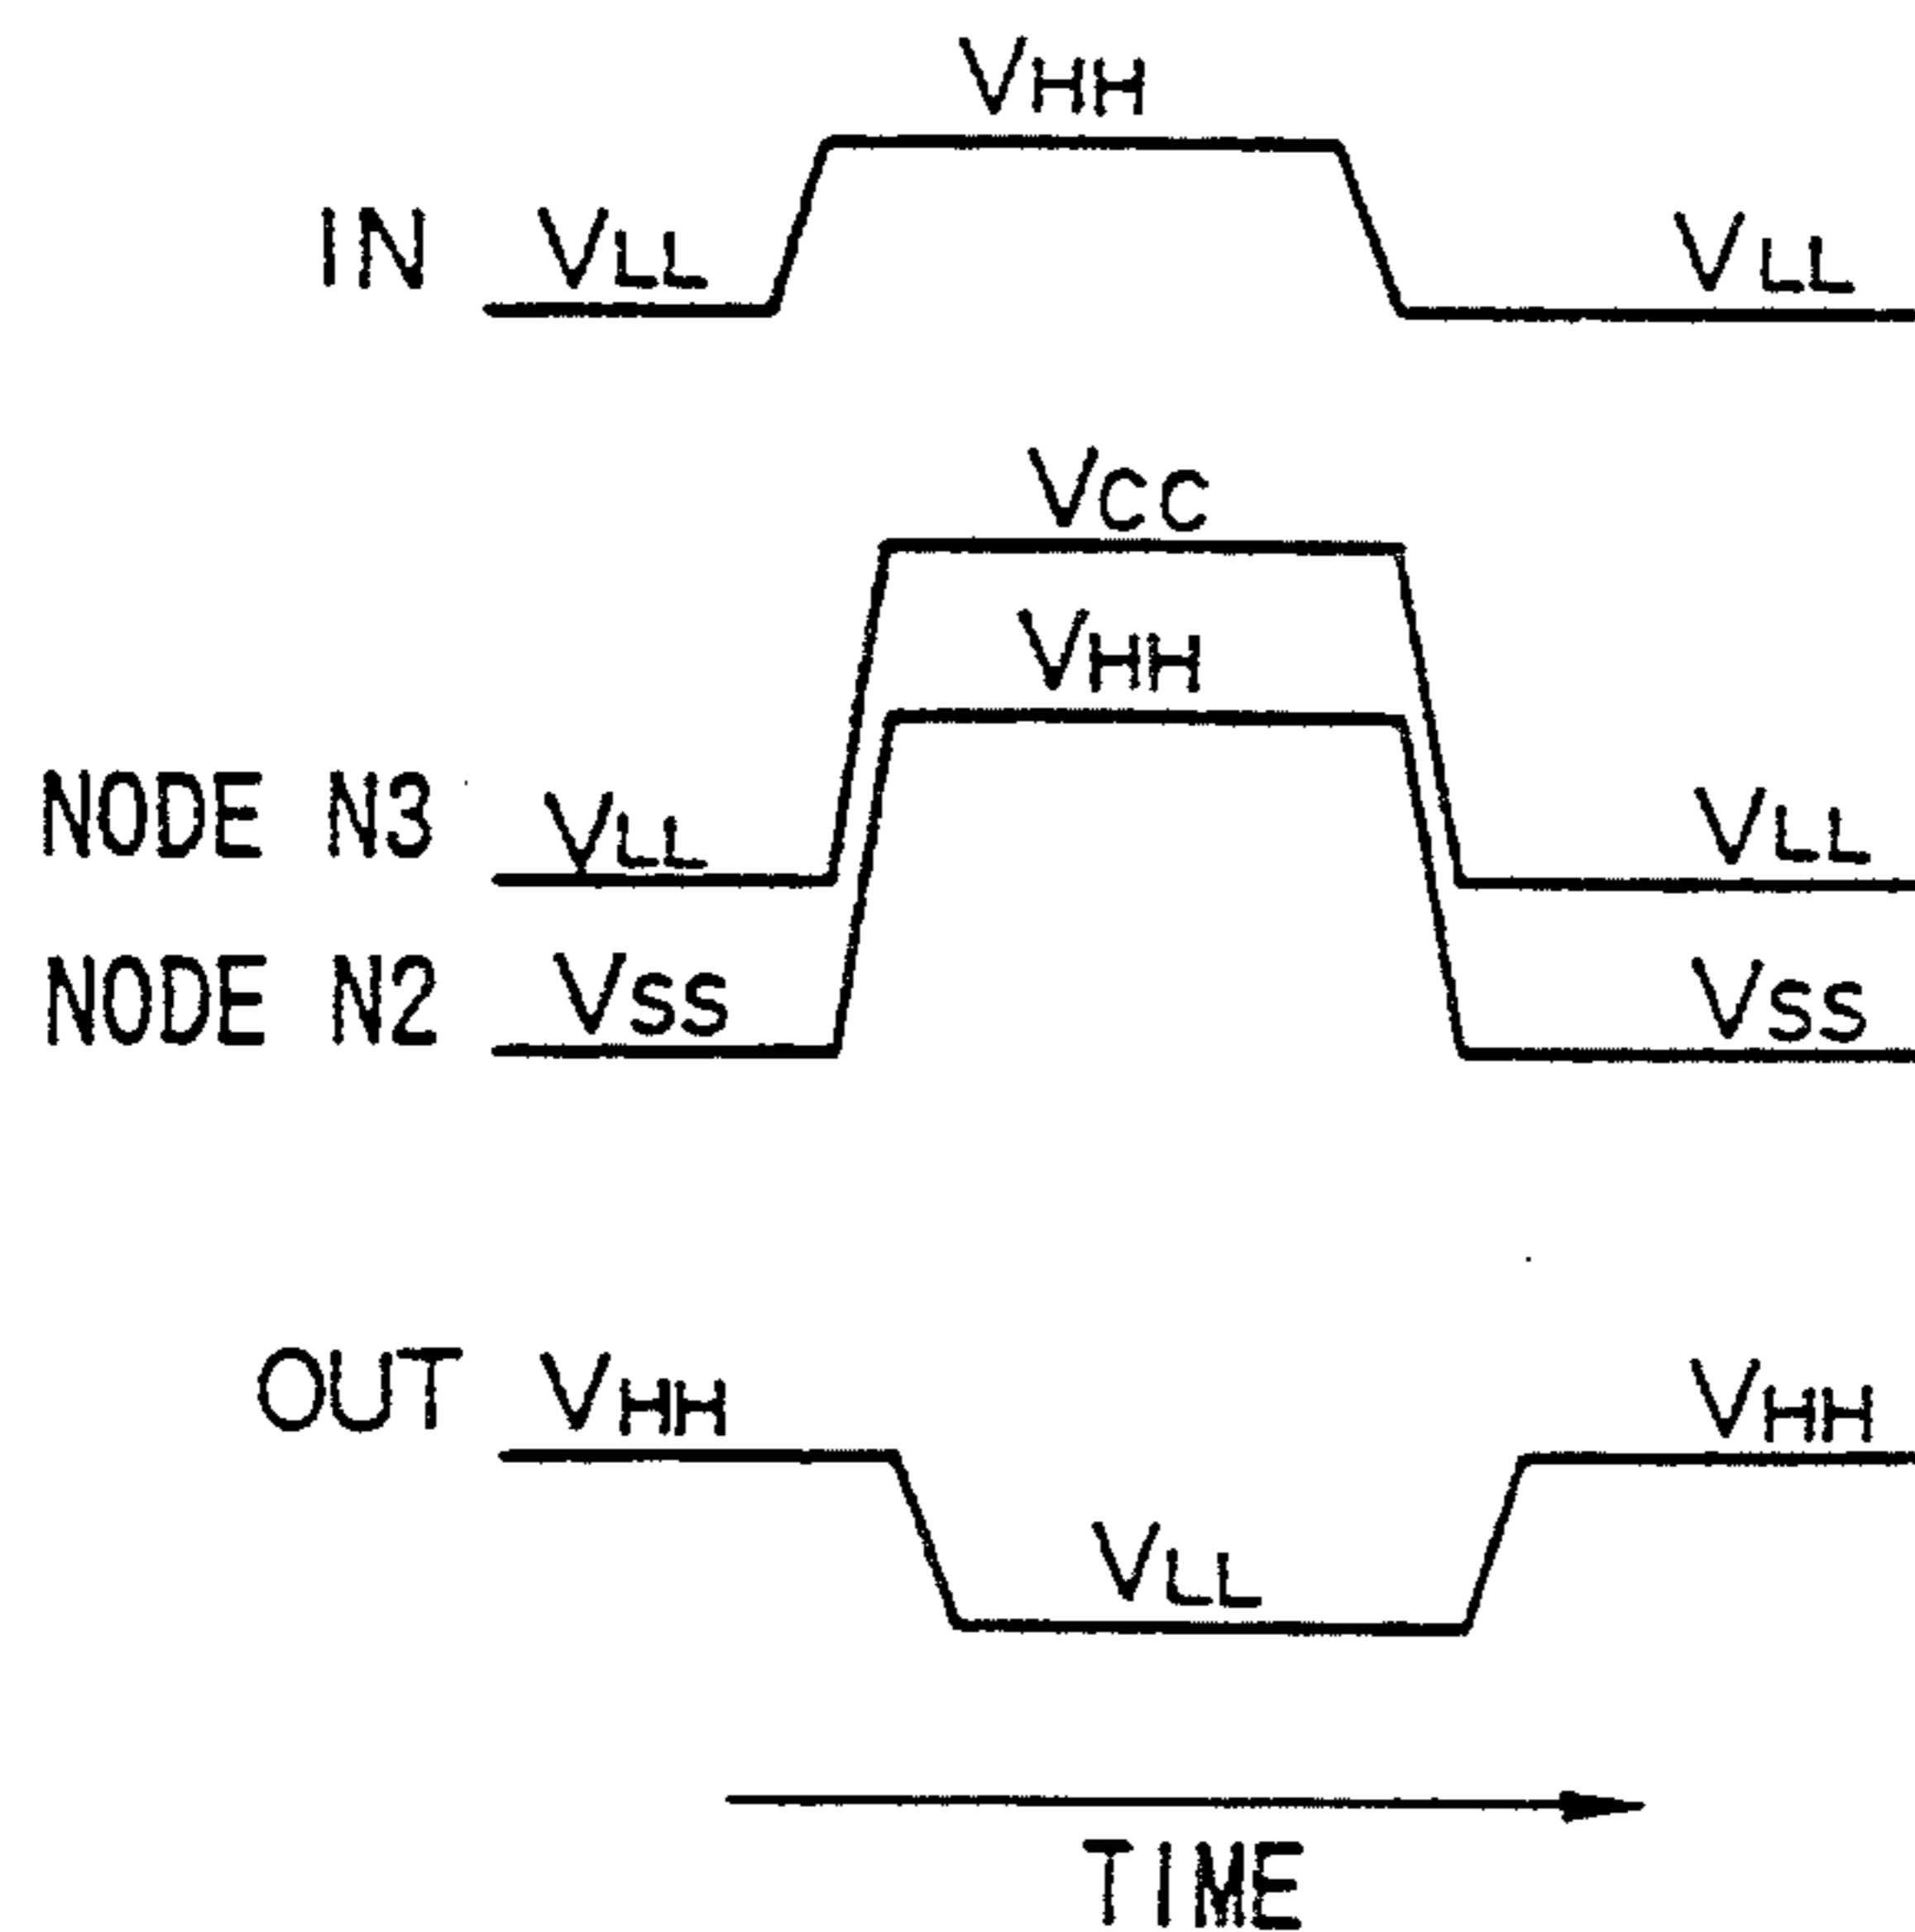 VHH
IN VLL VLL
VCC
VHH
NODE N3 VLL VLL
NODE N2 VSS VSS
OUT VHH VHH
VLL
TIME